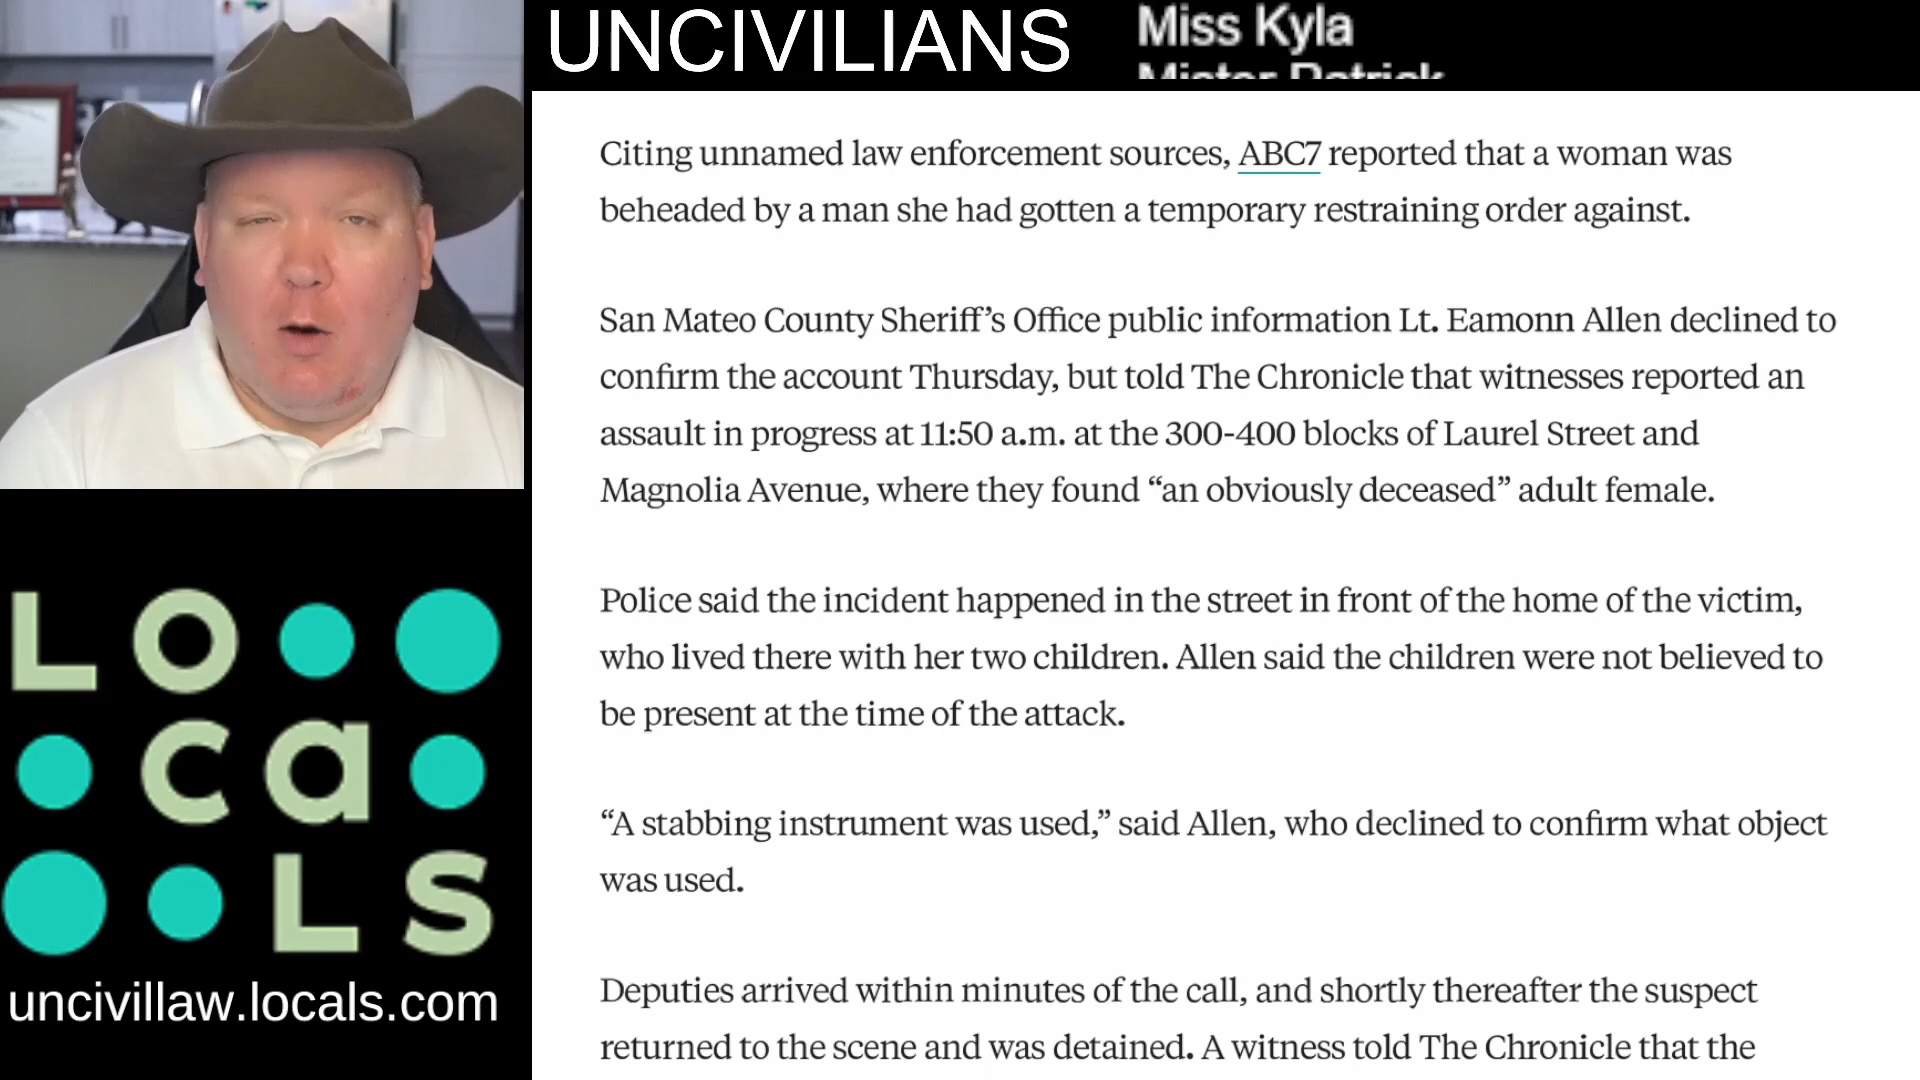 UNCIVILIANS
Miss Kyla
Mister Patrick
Citing unnamed law enforcement sources, ABC7 reported that a woman was
beheaded by a man she had gotten a temporary restraining order against.
San Mateo County Sheriff’s Office public information Lt. Eamonn Allen declined to
confirm the account Thursday, but told The Chronicle that witnesses reported an
assault in progress at 11:50 a.m. at the 300-400 blocks of Laurel Street and
Magnolia Avenue, where they found “an obviously deceased” adult female.
Police said the incident happened in the street in front of the home of the victim,
who lived there with her two children. Allen said the children were not believed to
be present at the time of the attack.
“A stabbing instrument was used,” said Allen, who declined to confirm what object
was used.
Deputies arrived within minutes of the call, and shortly thereafter the suspect
returned to the scene and was detained. A witness told The Chronicle that the
LO
ca
LS
uncivillaw.locals.com